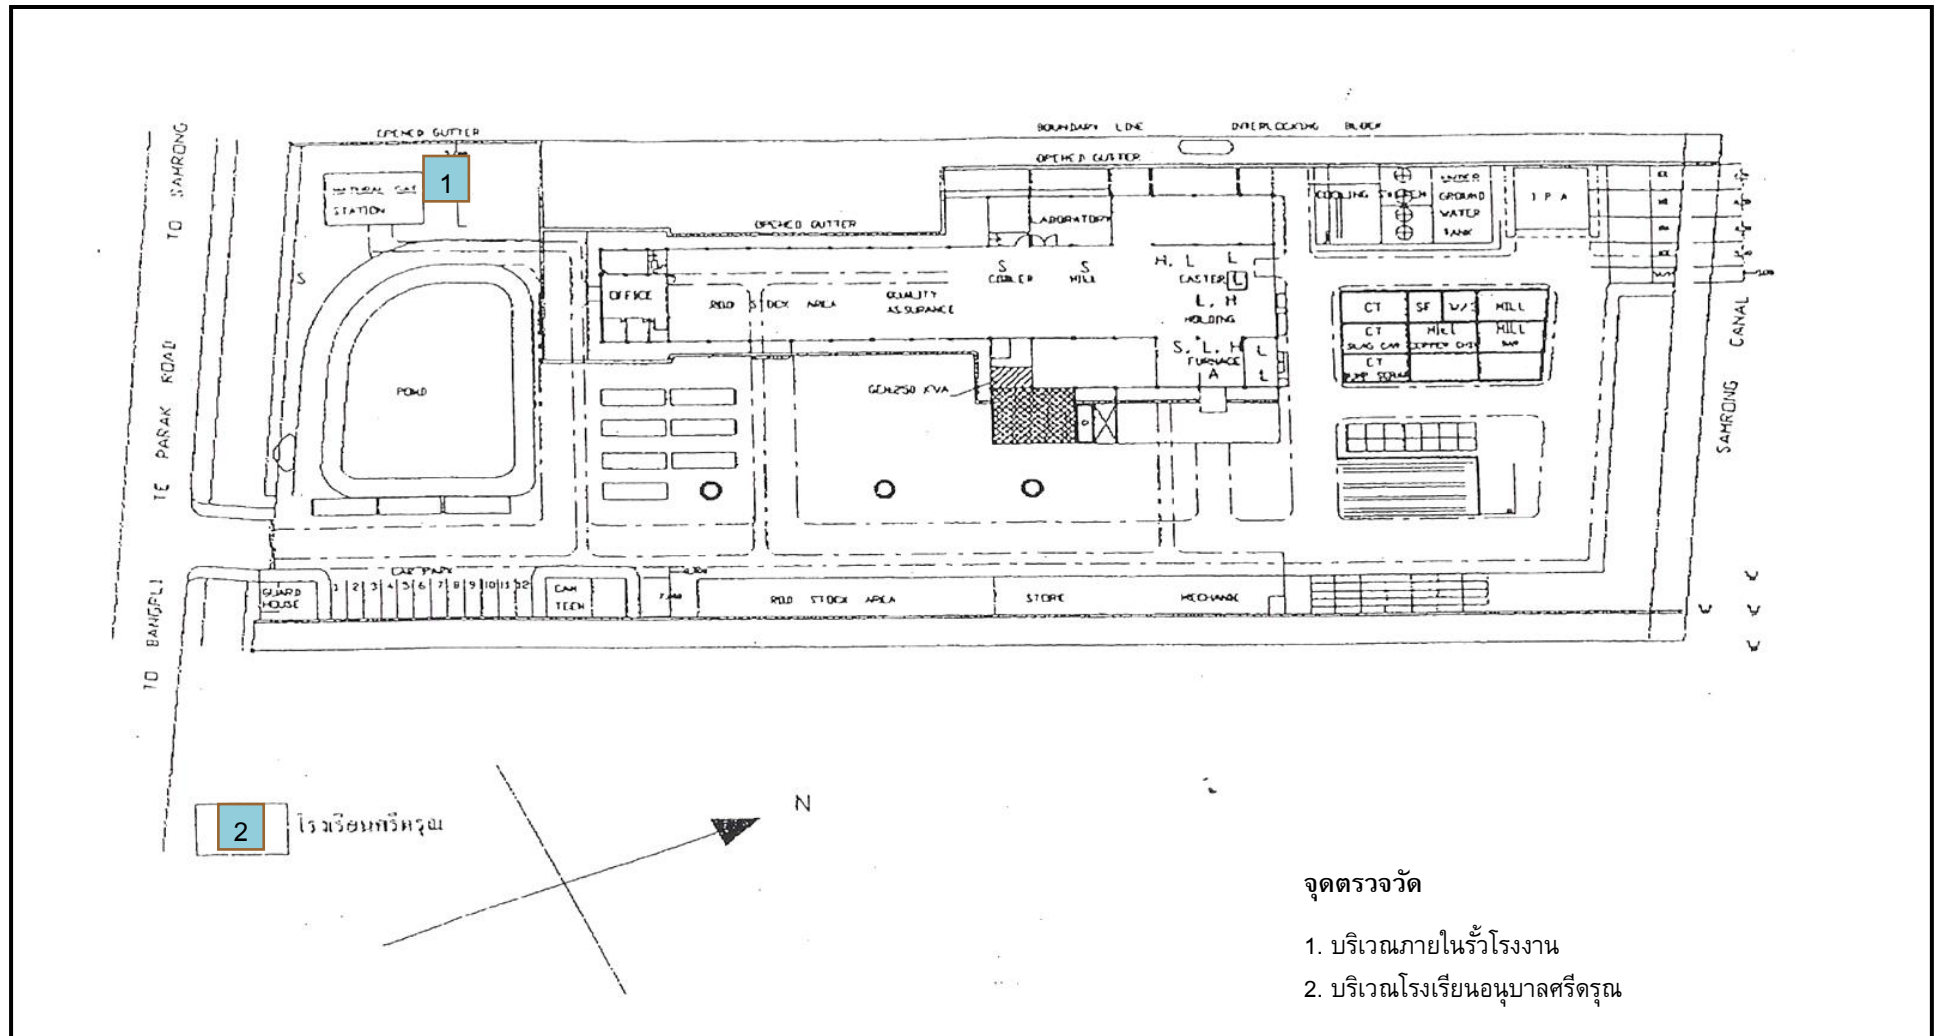 OPENED GUTTER
BOUNDARY LINE
INTERLOCKING BLOCK
OPENED GUTTER
TO SAMRONG
1
NATURAL GAS
STATION
OPENED GUTTER
LABORATORY
COOLING
UNDER
GROUND
WATER
TANK
OFFICE
STOCK AREA
QUALITY
ASSURANCE
S
COOLER
S
MILL
H. L
L
CASTER
L
L. H
HOLDING
S. L. H
FURNACE
A
L
L
CT
SF
W/S
MILL
CT
SLAG CAR
MILL
MILL
CT
TE PARAK ROAD
POND
GEN.250 KVA
SAMRONG CANAL
TO BANGPLI
CAR PARK
GUARD
HOUSE
1 2 3 4 5 6 7 8 9 10 11 12
CAN
TEEN
ROD STOCK AREA
STORE
MECHANIC
2
โรงเรียนศรีดรุณ
N
จุดตรวจวัด
1. บริเวณภายในรั้วโรงงาน
2. บริเวณโรงเรียนอนุบาลศรีดรุณ